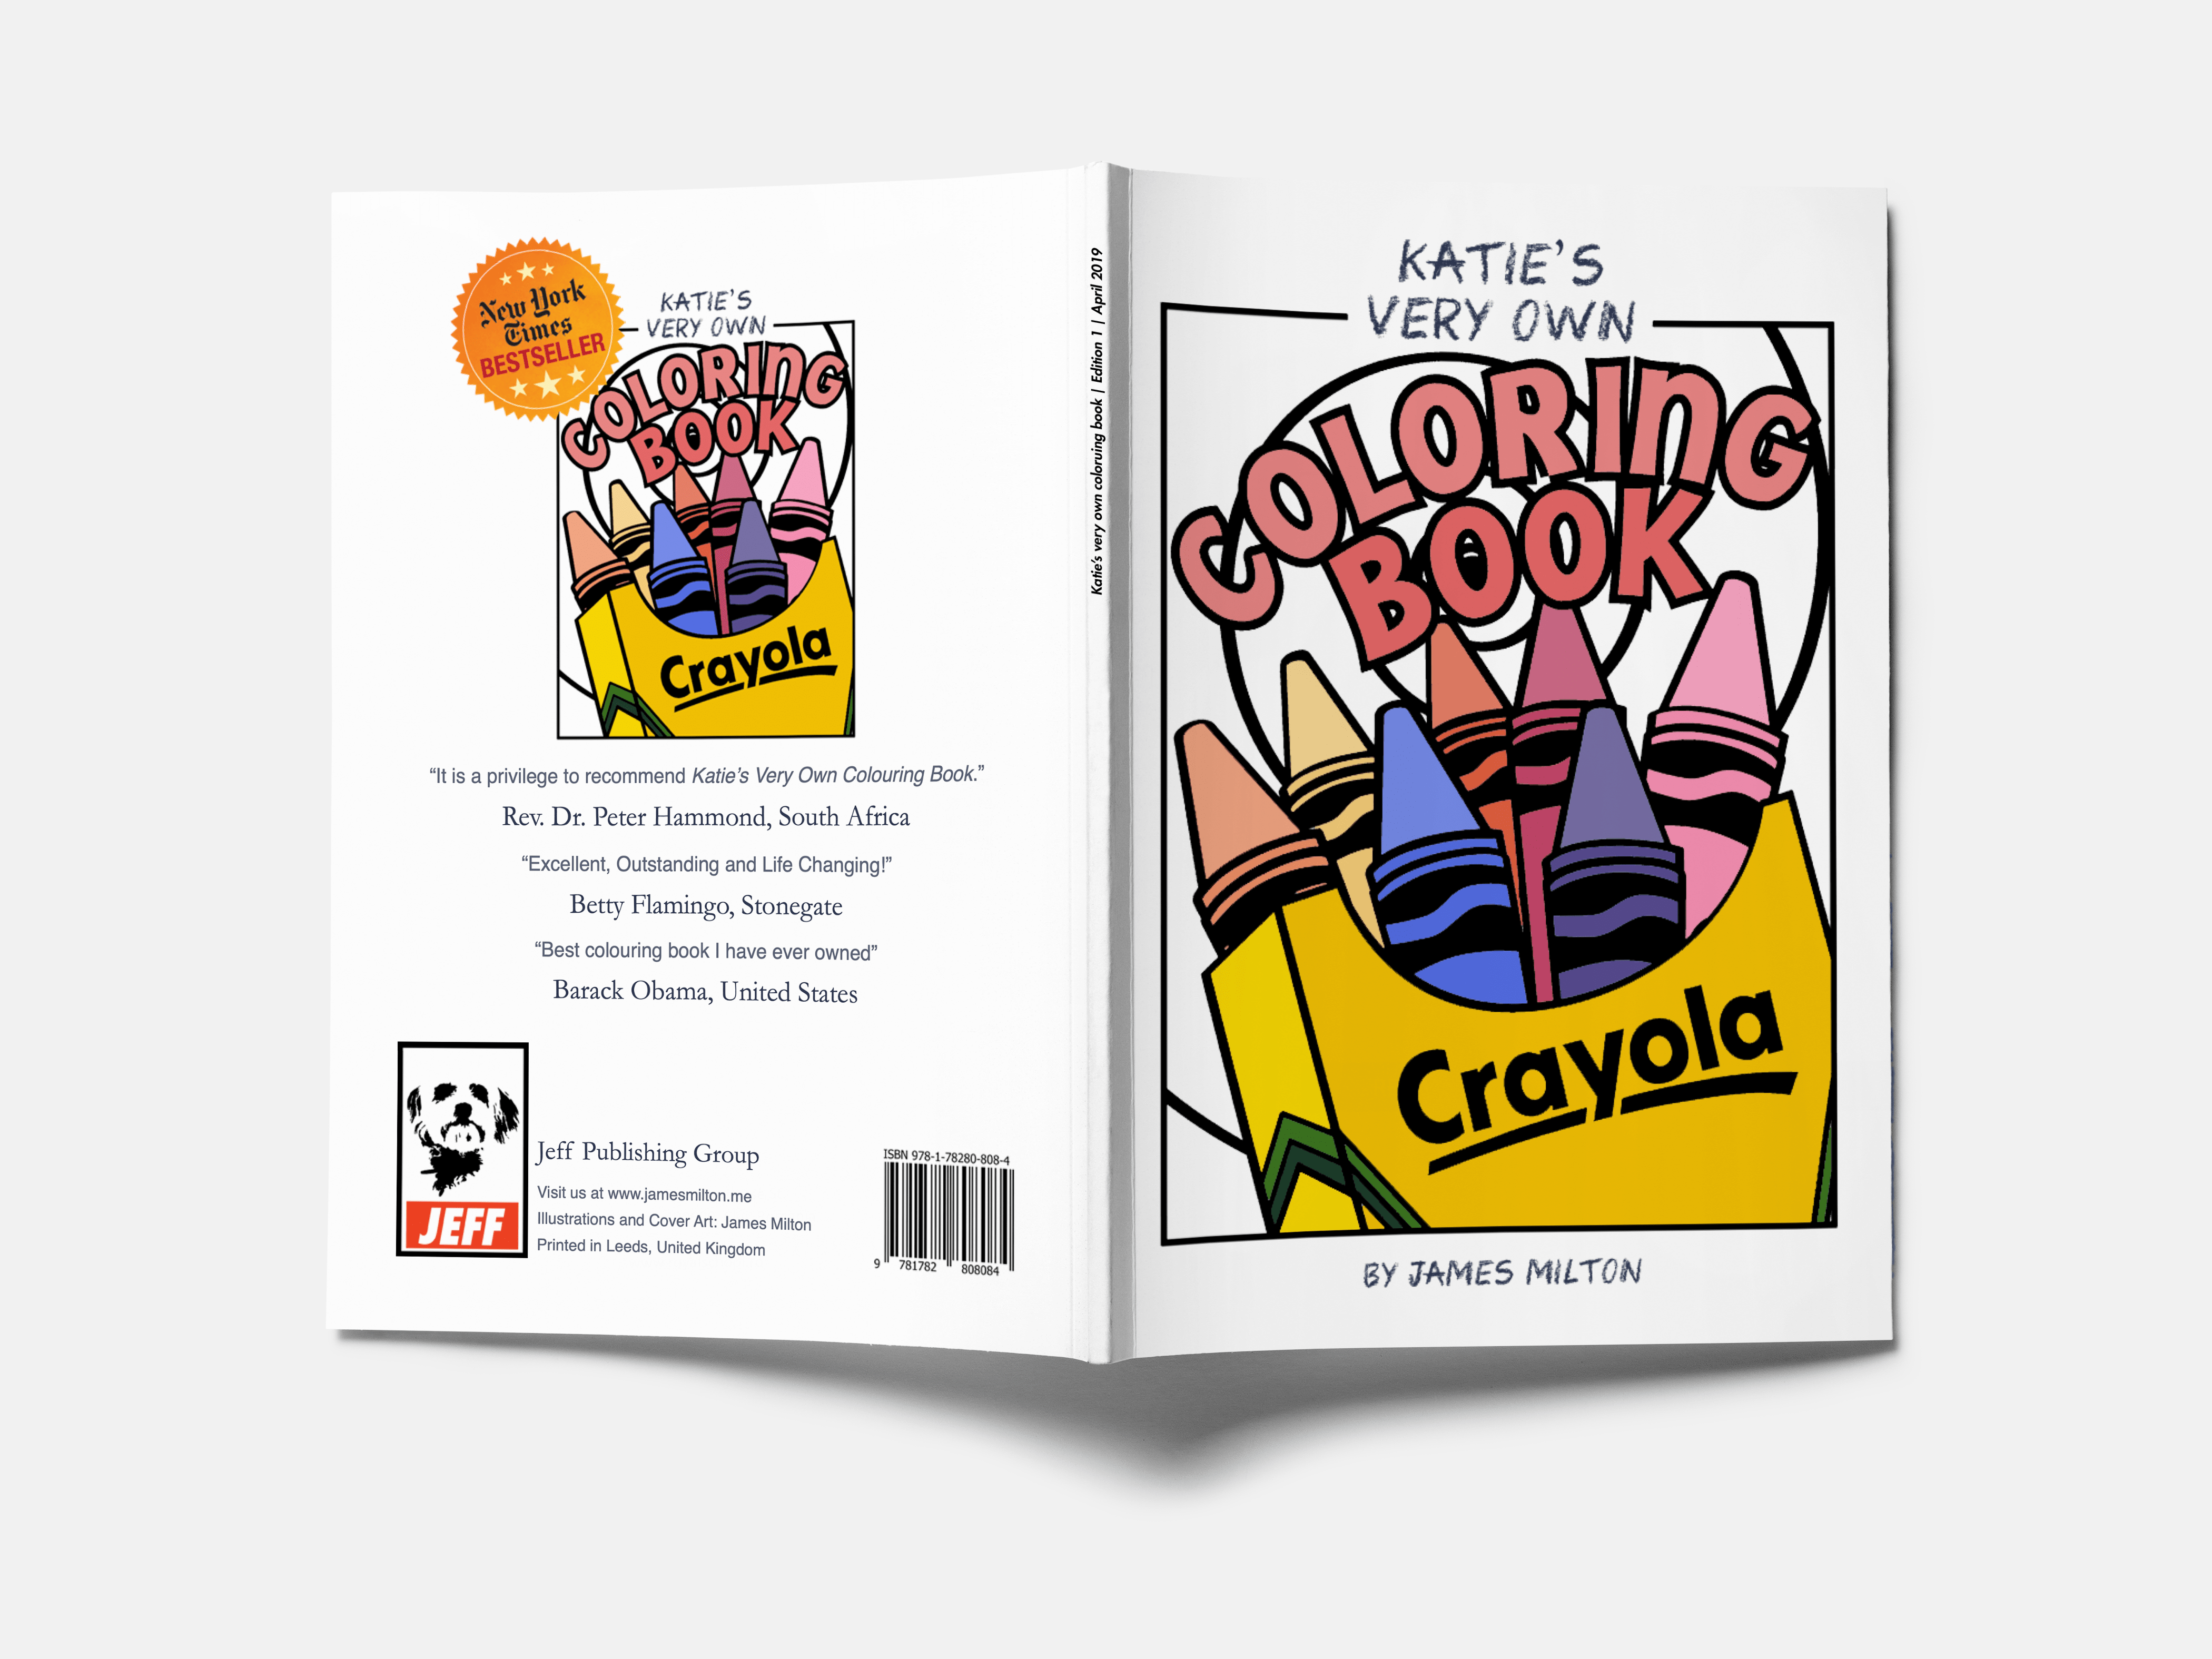 New York
Times
BESTSELLER
KATIE'S
VERY OWN
COLORING
BOOK
Crayola
“It is a privilege to recommend Katie’s Very Own Colouring Book.”
Rev. Dr. Peter Hammond, South Africa
“Excellent, Outstanding and Life Changing!”
Betty Flamingo, Stonegate
“Best colouring book I have ever owned”
Barack Obama, United States
JEFF
Jeff Publishing Group
Visit us at www.jamesmilton.me
Illustrations and Cover Art: James Milton
Printed in Leeds, United Kingdom
ISBN 978-1-78280-808-4
9 781782 808084
Katie's very own colouring book | Edition 1 | April 2019
KATIE'S
VERY OWN
COLORING
BOOK
Crayola
BY JAMES MILTON